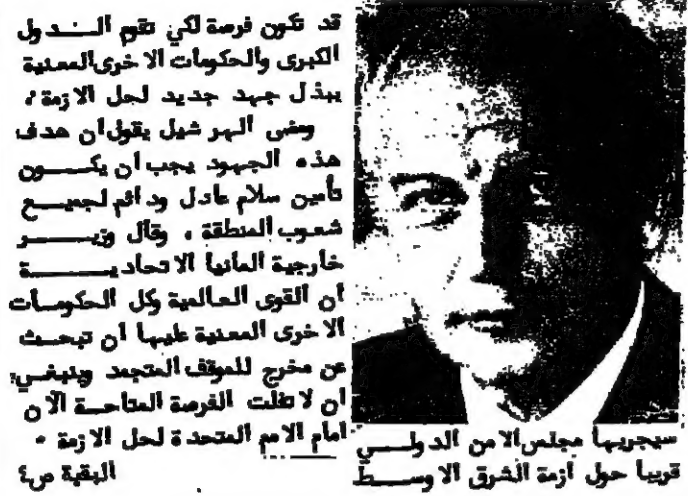 سيجريها مجلس الامن الدولي
قريبا حول ازمة الشرق الاوسط
قد تكون فرصة لكي تقوم الدول
الكبرى والحكومات الاخرى المعنية
ببذل جهد جديد لحل الازمة ،
ومضى الهر شيل يقول ان هدف
هذه الجهود يجب ان يكون
تأمين سلام عادل ودائم لجميع
شعوب المنطقة ، وقال وزير
خارجية المانيا الاتحادية
ان القوى العالمية وكل الحكومات
الاخرى المعنية عليها ان تبحث
عن مخرج للموقف المتجمد وينبغي
ان لا تفلت الفرصة المتاحة الان
امام الامم المتحدة لحل الازمة •
البقية ص٤